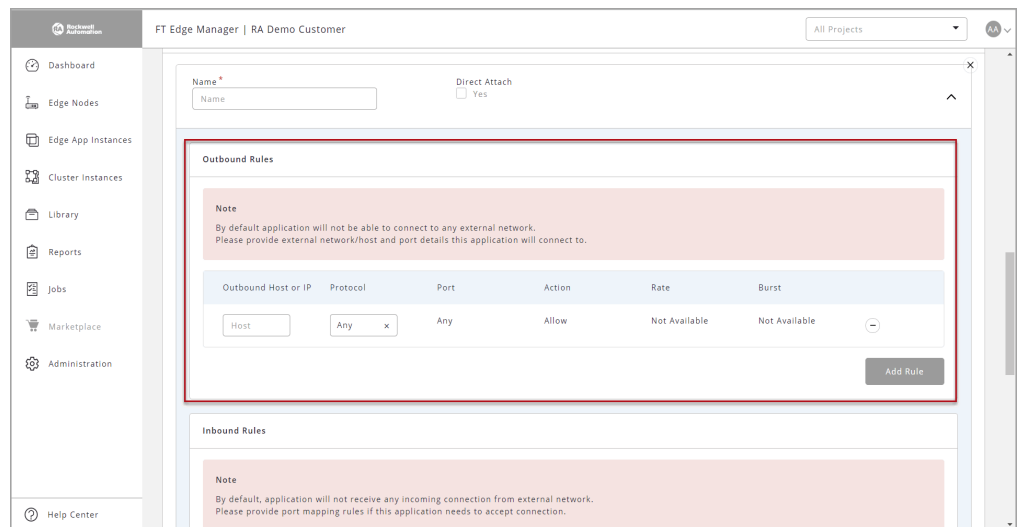 Rockwell
Automation
FT Edge Manager | RA Demo Customer
All Projects
AA
Dashboard
Edge Nodes
Edge App Instances
Cluster Instances
Library
Reports
Jobs
Marketplace
Administration
Help Center
Name *
Name
Direct Attach
Yes
Outbound Rules
Note
By default application will not be able to connect to any external network.
Please provide external network/host and port details this application will connect to.
Outbound Host or IP Protocol Port Action Rate Burst
Host Any x Any Allow Not Available Not Available
Add Rule
Inbound Rules
Note
By default, application will not receive any incoming connection from external network.
Please provide port mapping rules if this application needs to accept connection.